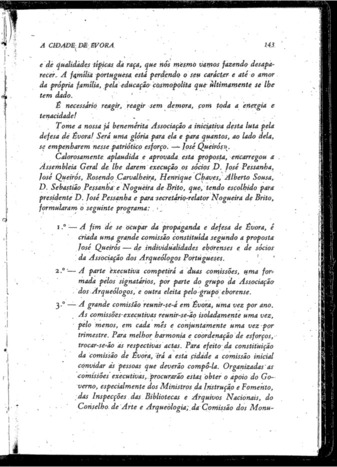 A CIDADE DE ÉVORA 143
e de qualidades típicas da raça, que nós mesmo vamos fazendo desapa-
recer. A família portuguesa está perdendo o seu carácter e até o amor
da própria família, pela educação cosmopolita que ùltimamente se lhe
tem dado.
É necessário reagir, reagir sem demora, com toda a energia e
tenacidade!
Tome a nossa já benemérita Associação a iniciativa desta luta pela
defesa de Évora! Será uma glória para ela e para quantos, ao lado dela,
se empenharem nesse patriótico esforço. — José Queirós».
Calorosamente aplaudida e aprovada esta proposta, encarregou a
Assembleia Geral de lhe darem execução os sócios D. José Pessanha,
José Queirós, Rosendo Carvalheira, Henrique Chaves, Alberto Sousa,
D. Sebastião Pessanha e Nogueira de Brito, que, tendo escolhido para
presidente D. José Pessanha e para secretário-relator Nogueira de Brito,
formularam o seguinte programa:
1.º — A fim de se ocupar da propaganda e defesa de Évora, é
criada uma grande comissão constituída segundo a proposta
José Queirós — de individualidades eborenses e de sócios
da Associação dos Arqueólogos Portugueses.
2.º — A parte executiva competirá a duas comissões, uma for-
mada pelos signatários, por parte do grupo da Associação
dos Arqueólogos, e outra eleita pelo grupo eborense.
3.º — A grande comissão reunir-se-á em Évora, uma vez por ano.
As comissões executivas reunir-se-ão isoladamente uma vez,
pelo menos, em cada mês e conjuntamente uma vez por
trimestre. Para melhor harmonia e coordenação de esforços,
trocar-se-ão as respectivas actas. Para efeito da constituição
da comissão de Évora, irá a esta cidade a comissão inicial
convidar as pessoas que deverão compô-la. Organizadas as
comissões executivas, procurarão estas obter o apoio do Go-
verno, especialmente dos Ministros da Instrução e Fomento,
das Inspecções das Bibliotecas e Arquivos Nacionais, do
Conselho de Arte e Arqueologia; da Comissão dos Monu-